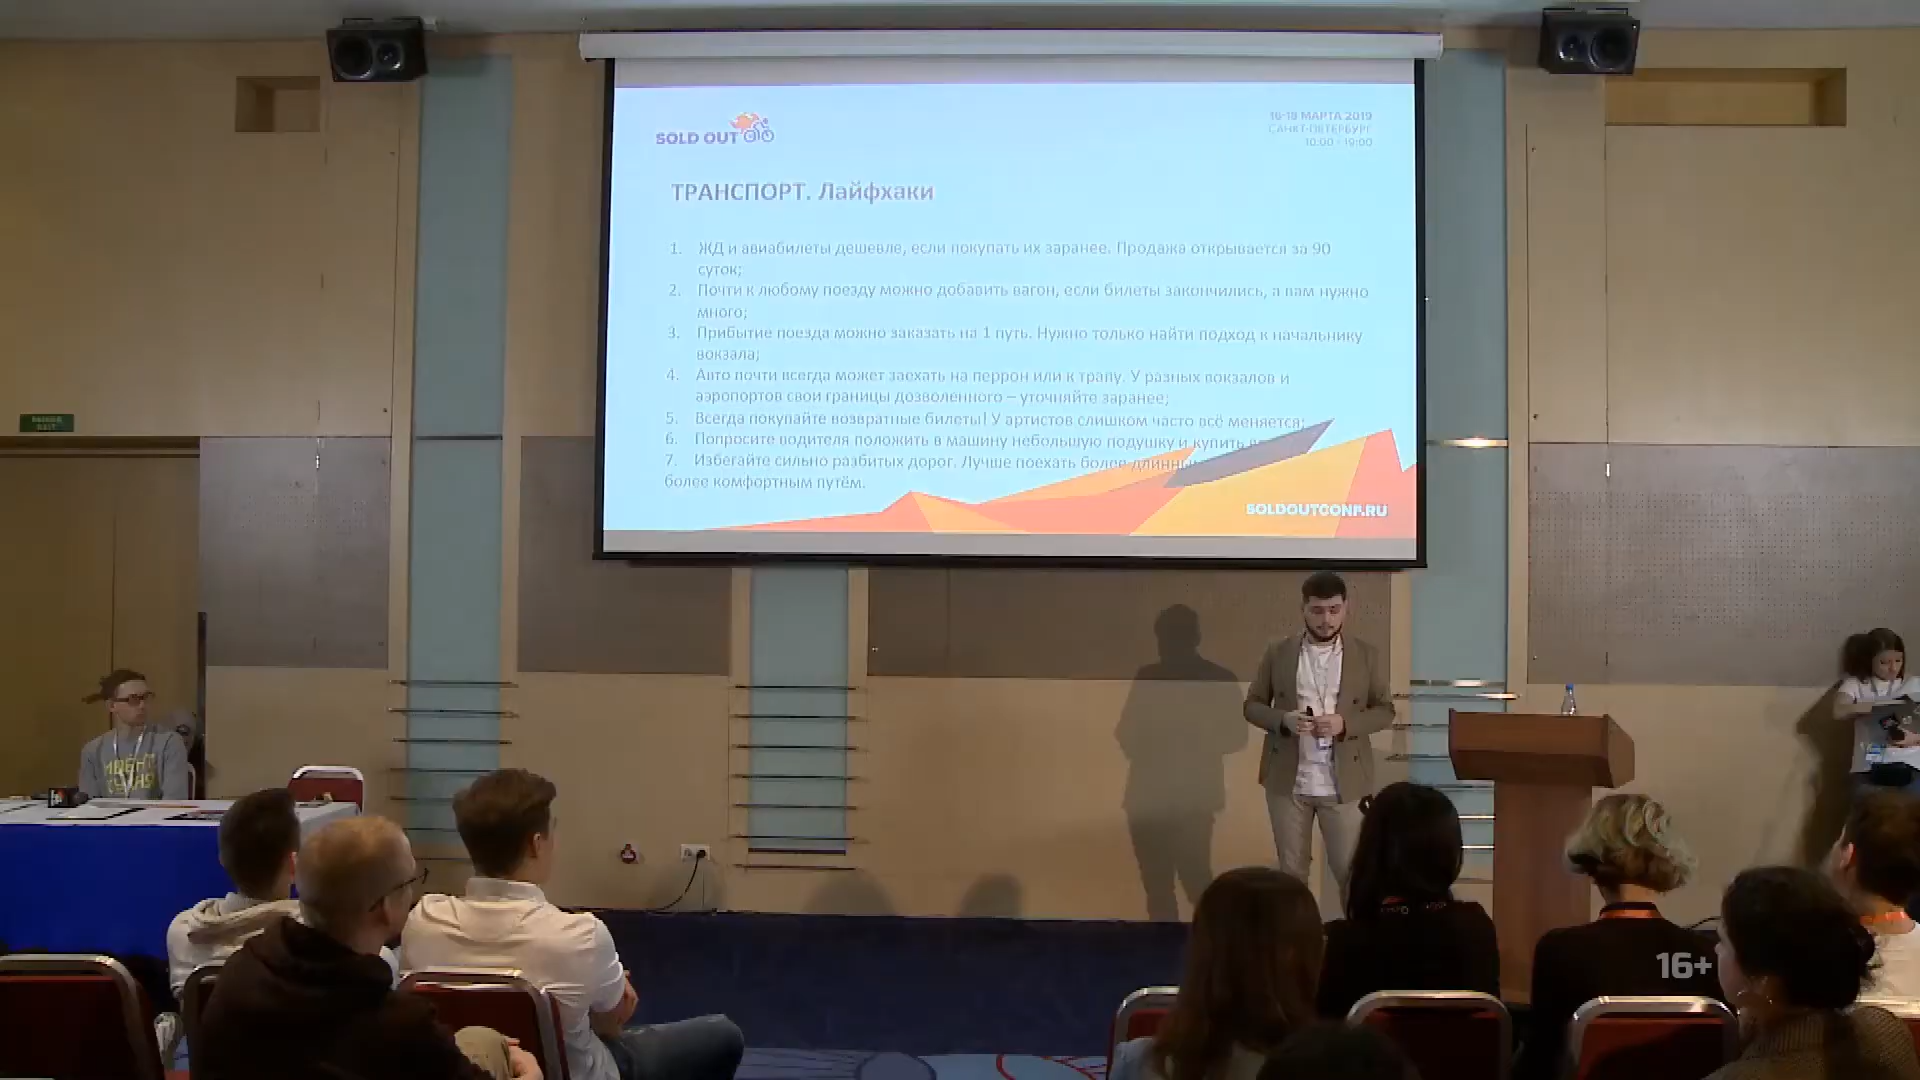 SOLD OUT
16-18 МАРТА 2019
САНКТ-ПЕТЕРБУРГ
10:00 - 19:00
ТРАНСПОРТ. Лайфхаки
1. ЖД и авиабилеты дешевле, если покупать их заранее. Продажа открывается за 90
суток;
2. Почти к любому поезду можно добавить вагон, если билеты закончились, а вам нужно
много;
3. Прибытие поезда можно заказать на 1 путь. Нужно только найти подход к начальнику
вокзала;
4. Авто почти всегда может заехать на перрон или к трапу. У разных вокзалов и
аэропортов свои границы дозволенного – уточняйте заранее;
5. Всегда покупайте возвратные билеты! У артистов слишком часто всё меняется;
6. Попросите водителя положить в машину небольшую подушку и купить
7. Избегайте сильно разбитых дорог. Лучше поехать более
более комфортным путём.
SOLDOUTCONF.RU
16+